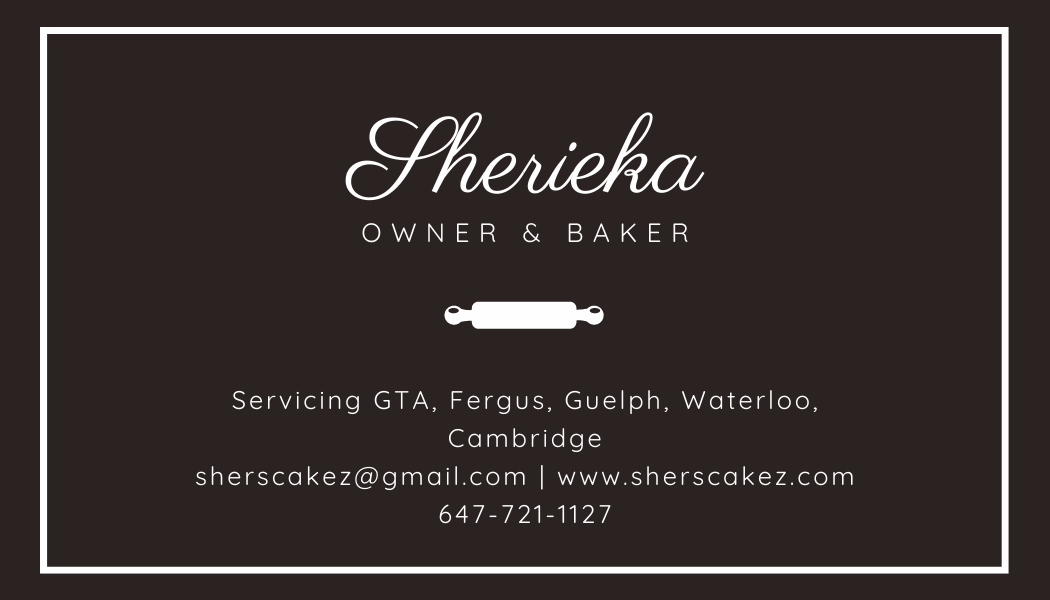 Sherieka
OWNER & BAKER
Servicing GTA, Fergus, Guelph, Waterloo,
Cambridge
sherscakez@gmail.com | www.sherscakez.com
647-721-1127